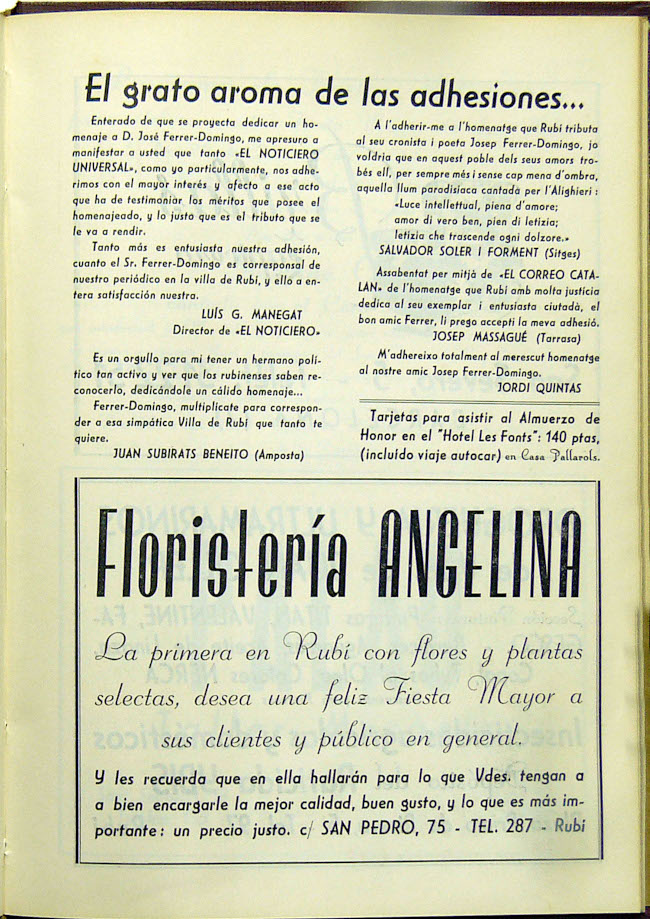 El grato aroma de las adhesiones...
Enterado de que se proyecta dedicar un ho-
menaje a D. José Ferrer-Domingo, me apresuro a
manifestar a usted que tanto «EL NOTICIERO
UNIVERSAL», como yo particularmente, nos adhe-
rimos con el mayor interés y afecto a ese acto
que ha de testimoniar los méritos que posee el
homenajeado, y lo justo que es el tributo que se
le va a rendir.
Tanto más es entusiasta nuestra adhesión,
cuanto el Sr. Ferrer-Domingo es corresponsal de
nuestro periódico en la villa de Rubí, y ello a en-
tera satisfacción nuestra.
LUÍS G. MANEGAT
Director de «EL NOTICIERO»
Es un orgullo para mi tener un hermano polí-
tico tan activo y ver que los rubinenses saben re-
conocerlo, dedicándole un cálido homenaje...
Ferrer-Domingo, multiplicate para correspon-
der a esa simpática Villa de Rubí que tanto te
quiere.
JUAN SUBIRATS BENEITO (Amposta)
A l'adherir-me a l'homenatge que Rubí tributa
al seu cronista i poeta Josep Ferrer-Domingo, jo
voldria que en aquest poble dels seus amors tro-
bés ell, per sempre més i sense cap mena d'ombra,
aquella llum paradisíaca cantadà per l'Alighieri :
«Luce intellettual, piena d'amore;
amor di vero ben, pien di letizia;
letizia che trascende ogni dolzore.»
SALVADOR SOLER I FORMENT (Sitges)
Assabentat per mitjà de «EL CORREO CATA-
LAN» de l'homenatge que Rubí amb molta justicia
dedica al seu exemplar i entusiasta ciutadà, el
bon amic Ferrer, li prego accepti la meva adhesió.
JOSEP MASSAGUÉ (Tarrasa)
M'adhereixo totalment al merescut homenatge
al nostre amic Josep Ferrer-Domingo.
JORDI QUINTAS
Tarjetas para asistir al Almuerzo de
Honor en el "Hotel Les Fonts": 140 ptas,
(incluído viaje autocar) en Casa Pallarols.
Floristería ANGELINA
La primera en Rubí con flores y plantas
selectas, desea una feliz Fiesta Mayor a
sus clientes y público en general.
Y les recuerda que en ella hallarán para lo que Vdes. tengan a
a bien encargarle la mejor calidad, buen gusto, y lo que es más im-
portante : un precio justo. c/ SAN PEDRO, 75 - TEL. 287 - Rubí